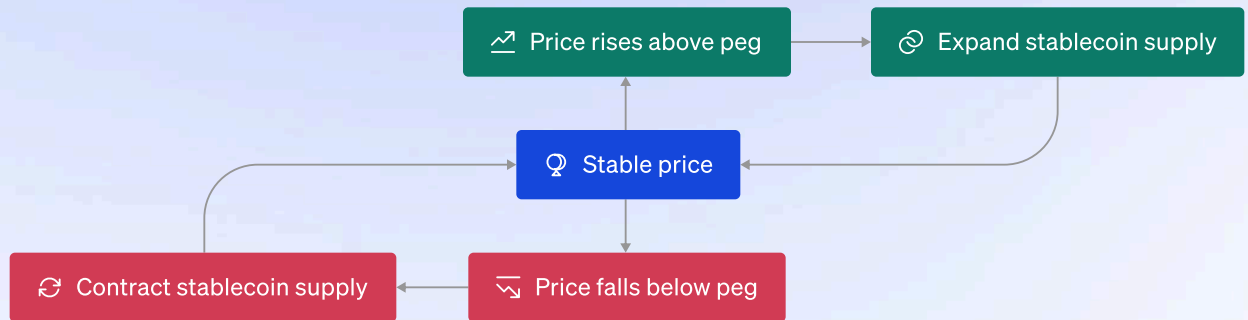 Price rises above peg
Expand stablecoin supply
Stable price
Contract stablecoin supply
Price falls below peg